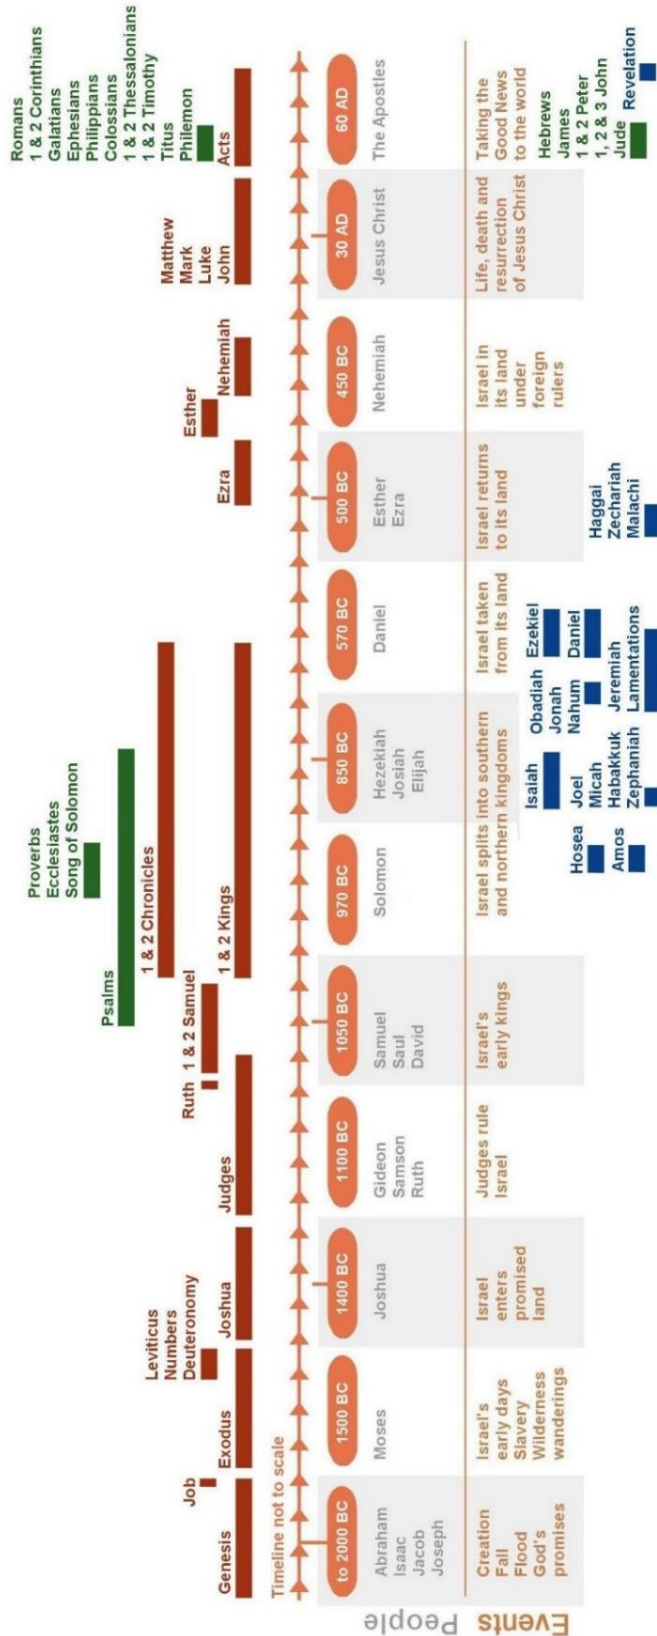 Proverbs
Ecclesiastes
Song of Solomon
Psalms
1 & 2 Chronicles
Leviticus
Numbers
Deuteronomy
Job
Ruth
1 & 2 Samuel
Esther
Matthew
Mark
Luke
John
Romans
1 & 2 Corinthians
Galatians
Ephesians
Philippians
Colossians
1 & 2 Thessalonians
1 & 2 Timothy
Titus
Philemon
Genesis
Exodus
Joshua
Judges
1 & 2 Kings
Ezra
Nehemiah
Acts
Timeline not to scale
to 2000 BC
1500 BC
1400 BC
1100 BC
1050 BC
970 BC
850 BC
570 BC
500 BC
450 BC
30 AD
60 AD
People
Abraham
Isaac
Jacob
Joseph
Moses
Joshua
Gideon
Samson
Ruth
Samuel
Saul
David
Solomon
Hezekiah
Josiah
Elijah
Daniel
Esther
Ezra
Nehemiah
Jesus Christ
The Apostles
Events
Creation
Fall
Flood
God's
promises
Israel's
early days
Slavery
Wilderness
wanderings
Israel
enters
promised
land
Judges rule
Israel
Israel's
early kings
Israel splits into southern
and northern kingdoms
Israel taken
from its land
Israel returns
to its land
Israel in
its land
under
foreign
rulers
Life, death and
resurrection
of Jesus Christ
Taking the
Good News
to the world
Hosea
Amos
Isaiah
Joel
Micah
Habakkuk
Zephaniah
Obadiah
Jonah
Nahum
Jeremiah
Lamentations
Ezekiel
Daniel
Haggai
Zechariah
Malachi
Hebrews
James
1 & 2 Peter
1, 2 & 3 John
Jude
Revelation